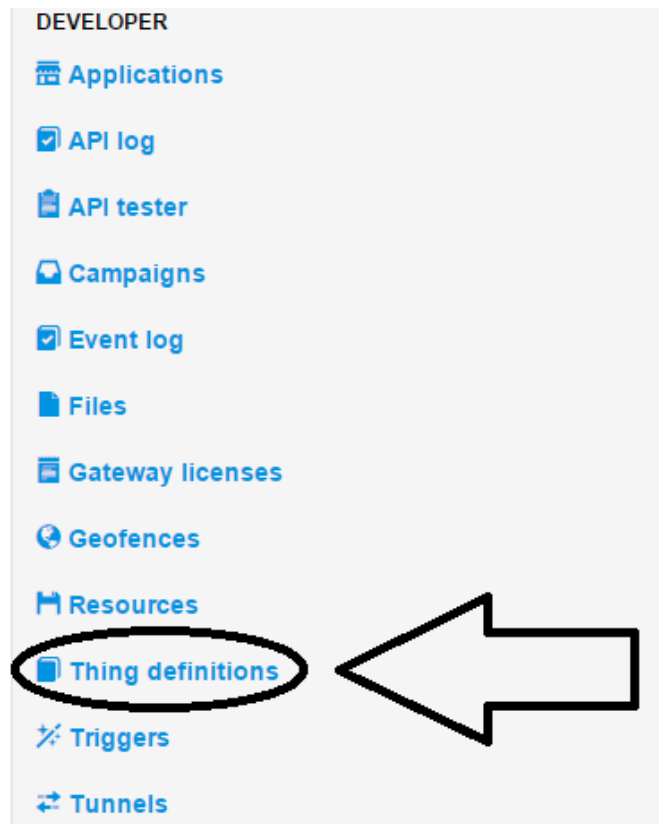 DEVELOPER
Applications
API log
API tester
Campaigns
Event log
Files
Gateway licenses
Geofences
Resources
Thing definitions
Triggers
Tunnels